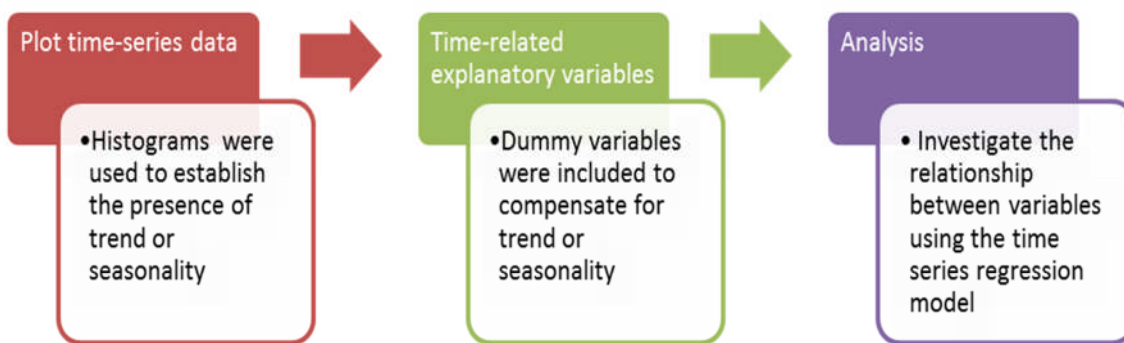 Plot time-series data
•Histograms were
used to establish
the presence of
trend or
seasonality
Time-related
explanatory variables
•Dummy variables
were included to
compensate for
trend or
seasonality
Analysis
• Investigate the
relationship
between variables
using the time
series regression
model